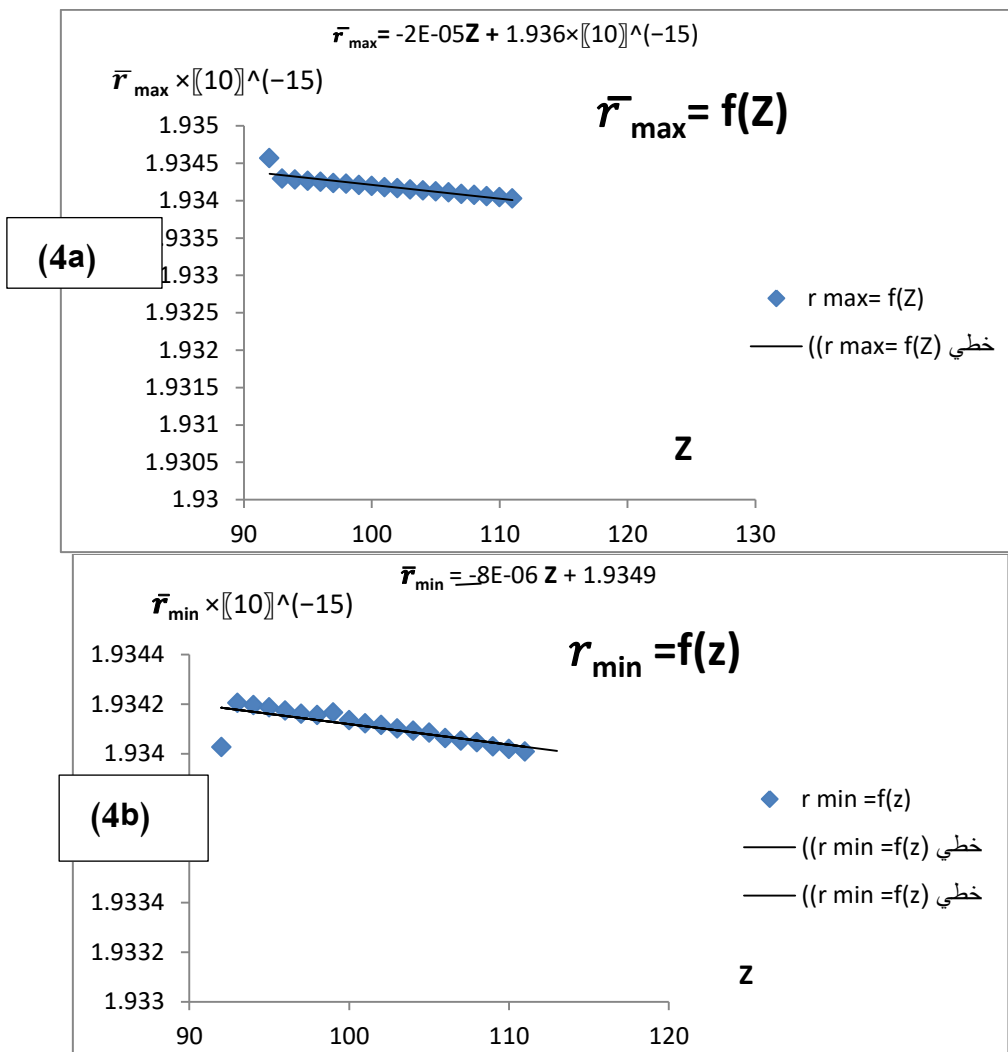 r̄ max= -2E-05Z + 1.936×〖[10]〗^(−15)
r̄ max ×〖[10]〗^(−15)
r̄ max= f(Z)
1.935
1.9345
1.934
1.9335
1.933
1.9325
1.932
1.9315
1.931
1.9305
1.93
(4a)
r max= f(Z)
خطي (r max= f(Z))
Z
90 100 110 120 130
r̄ min = -8E-06 Z + 1.9349
r̄ min ×〖[10]〗^(−15)
r min =f(z)
1.93444
1.9342
1.934
1.9334
1.9332
1.933
(4b)
r min =f(z)
خطي (r min =f(z))
خطي (r min =f(z))
z
90 100 110 120